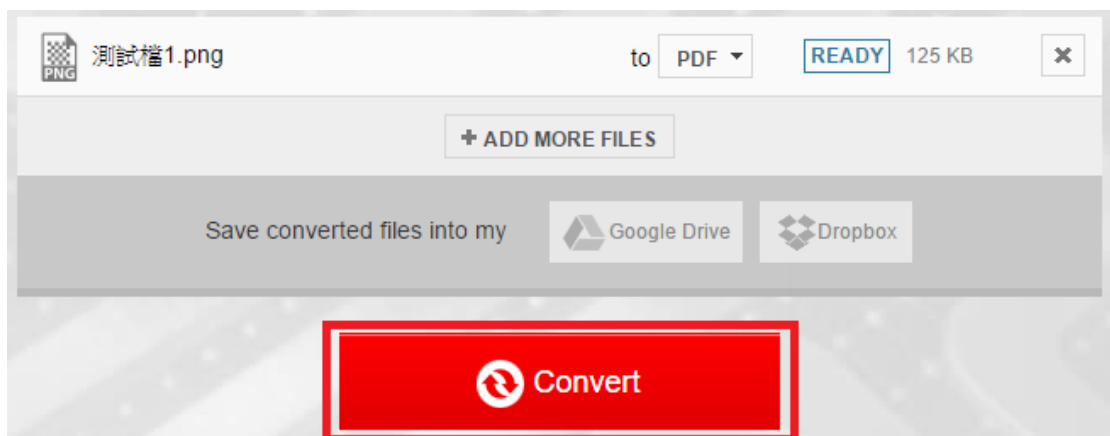 PNG 測試檔1.png to PDF READY 125 KB
+ ADD MORE FILES
Save converted files into my Google Drive Dropbox
Convert